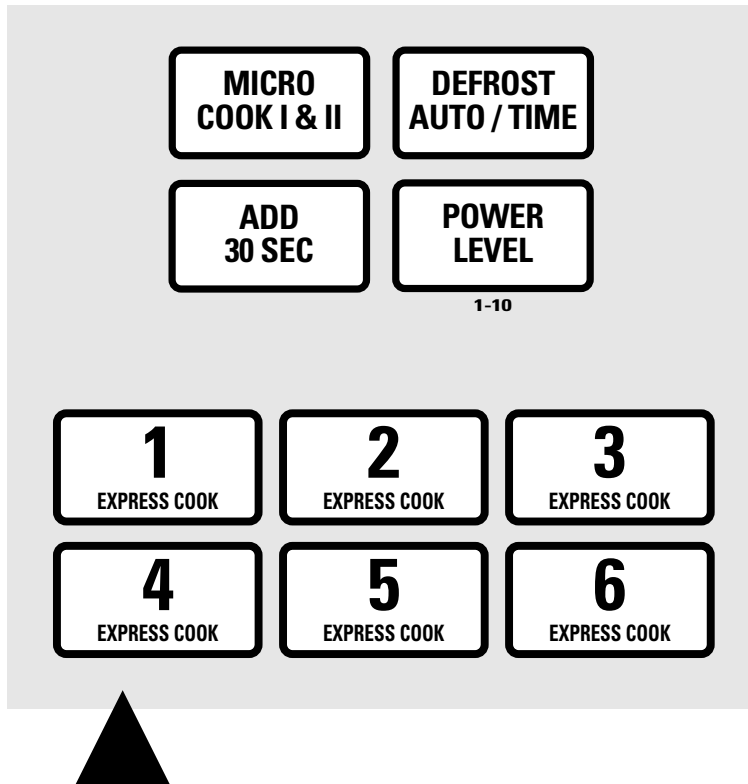 MICRO
COOK I & II
DEFROST
AUTO / TIME
ADD
30 SEC
POWER
LEVEL
1-10
1
EXPRESS COOK
2
EXPRESS COOK
3
EXPRESS COOK
4
EXPRESS COOK
5
EXPRESS COOK
6
EXPRESS COOK